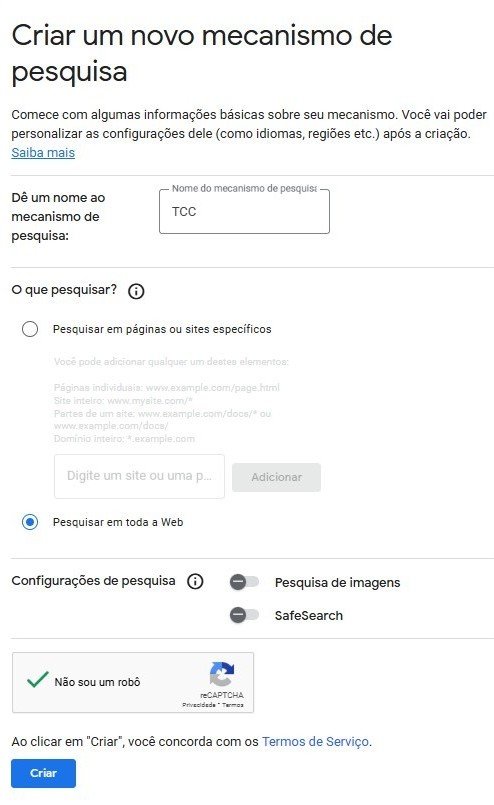 Criar um novo mecanismo de
pesquisa
Comece com algumas informações básicas sobre seu mecanismo. Você vai poder
personalizar as configurações dele (como idiomas, regiões etc.) após a criação.
Saiba mais
Dê um nome ao
mecanismo de
pesquisa:
Nome do mecanismo de pesquisa
TCC
O que pesquisar?
Pesquisar em páginas ou sites específicos
Você pode adicionar qualquer um destes elementos:
Páginas individuais: www.example.com/page.html
Site inteiro: www.mysite.com/*
Partes de um site: www.example.com/docs/* ou
www.example.com/docs/
Domínio inteiro: *.example.com
Digite um site ou uma p...
Adicionar
Pesquisar em toda a Web
Configurações de pesquisa
Pesquisa de imagens
SafeSearch
Não sou um robô
reCAPTCHA
Privacidade - Termos
Ao clicar em "Criar", você concorda com os Termos de Serviço.
Criar